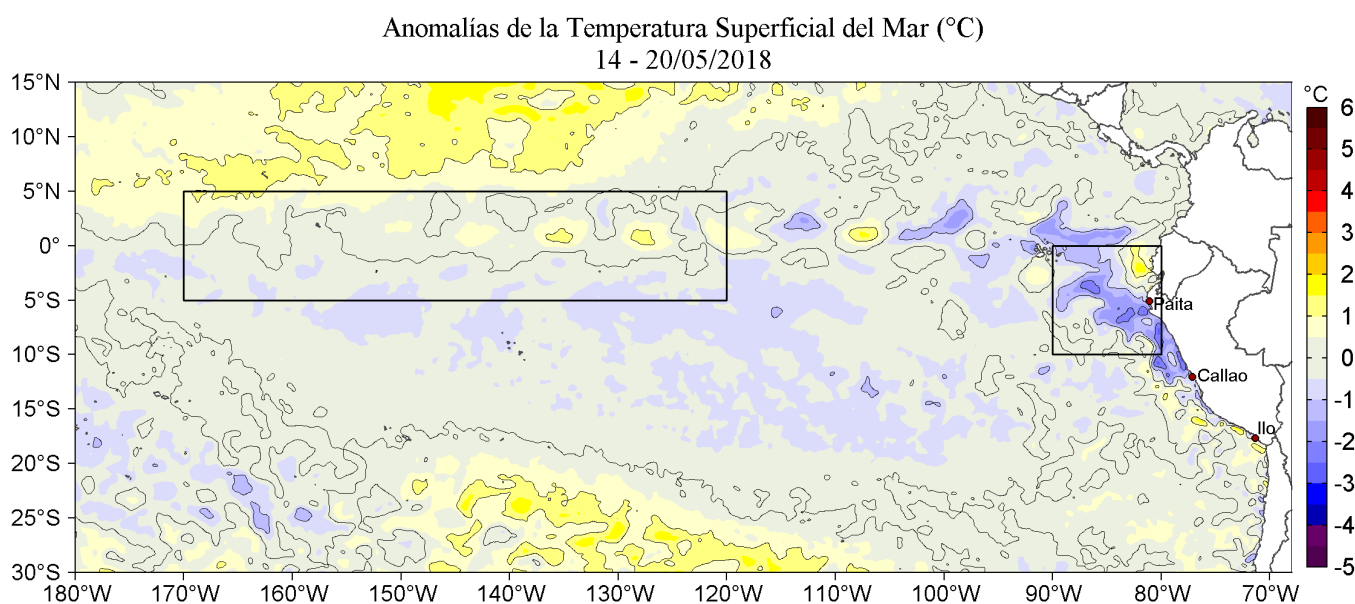 Anomalías de la Temperatura Superficial del Mar (°C)
14 - 20/05/2018
15°N
10°N
5°N
0°
5°S
10°S
15°S
20°S
25°S
30°S
180°W 170°W 160°W 150°W 140°W 130°W 120°W 110°W 100°W 90°W 80°W 70°W
Paita
Callao
Ilo
°C
6
5
4
3
2
1
0
-1
-2
-3
-4
-5